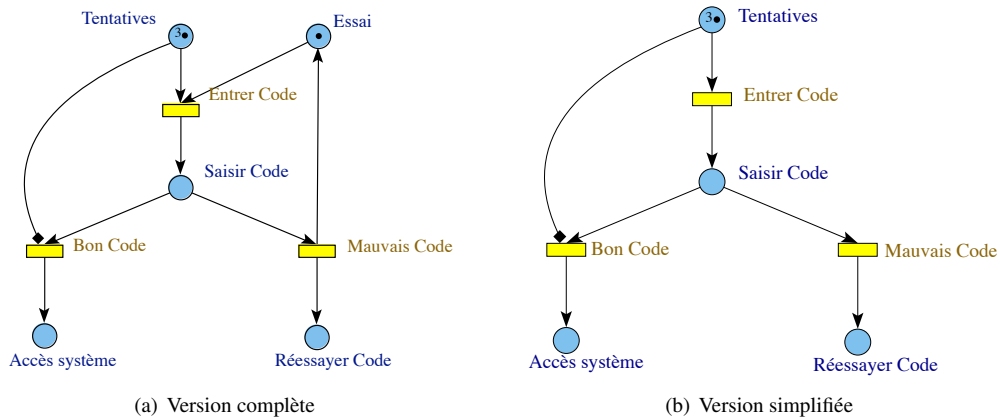 Tentatives
3
Essai
Entrer Code
Saisir Code
Bon Code
Mauvais Code
Accès système
Réessayer Code
(a) Version complète
Tentatives
3
Entrer Code
Saisir Code
Bon Code
Mauvais Code
Accès système
Réessayer Code
(b) Version simplifiée